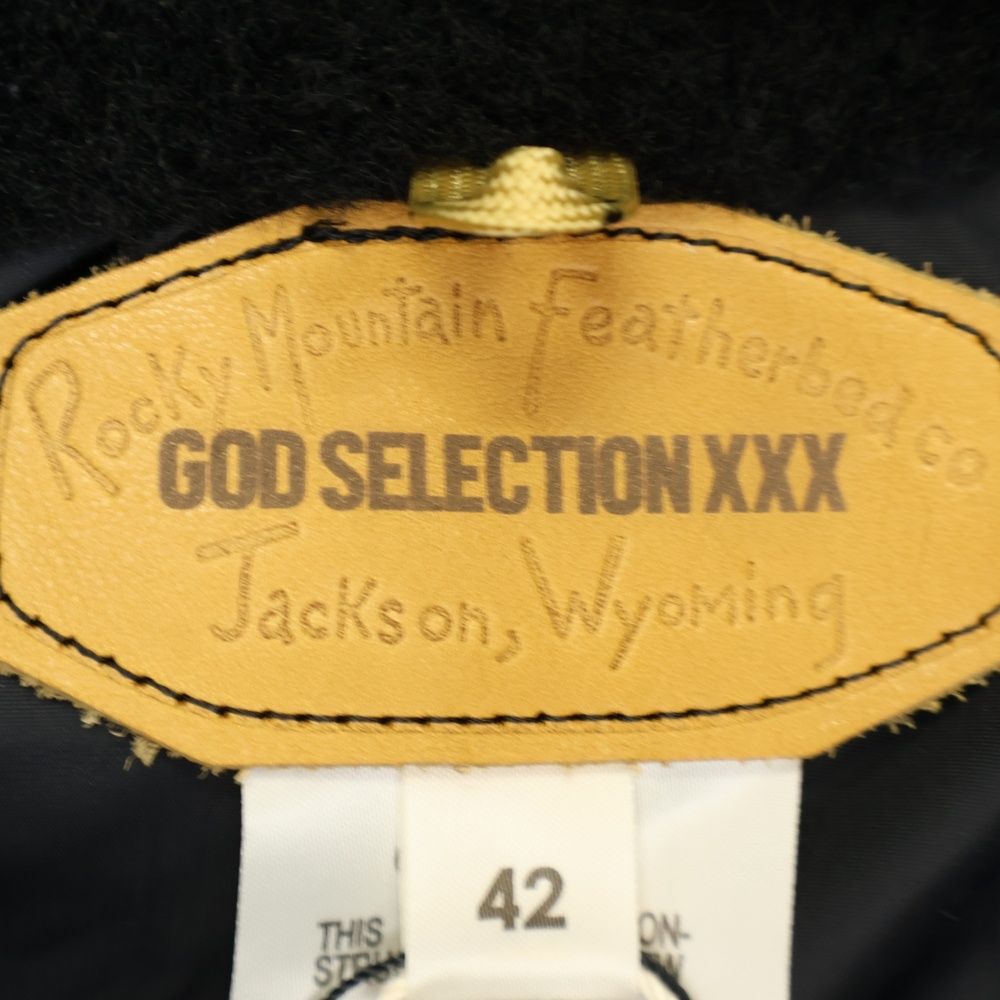 Rocky Mountain Featherbed co
GOD SELECTION XXX
Jackson, Wyoming
42
THIS ON-